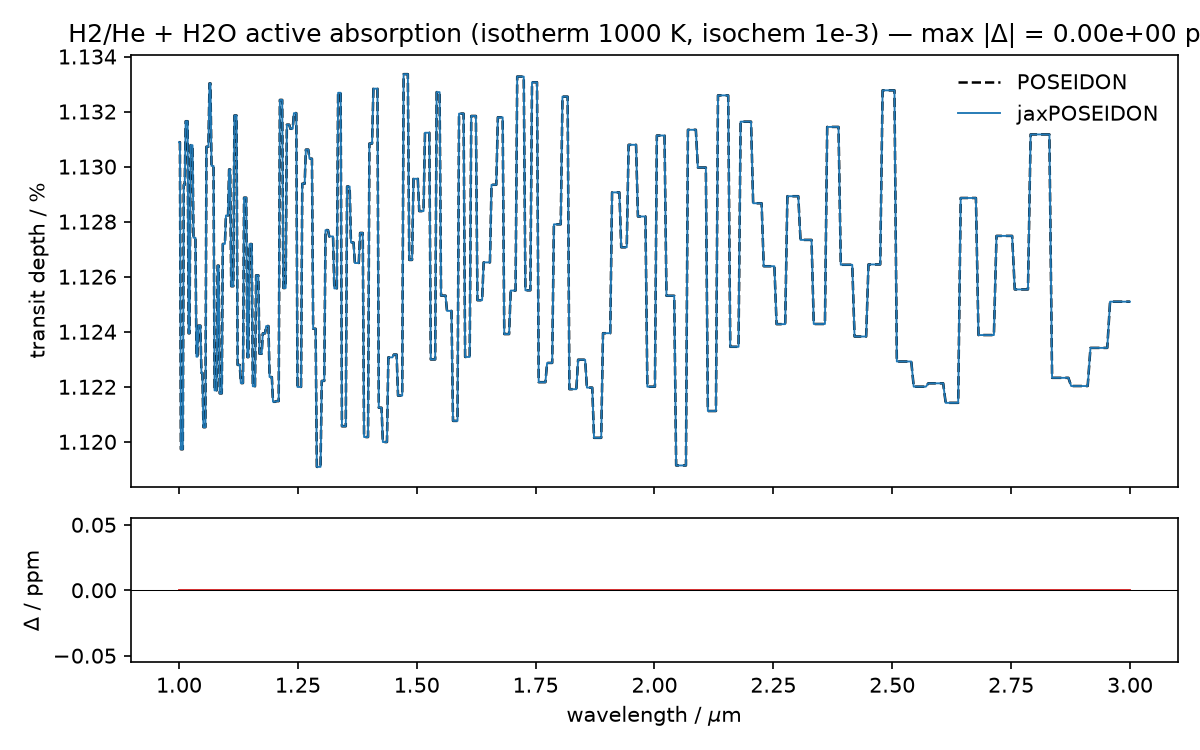 H2/He + H2O active absorption (isotherm 1000 K, isochem 1e-3) — max |Δ| = 0.00e+00 p
1.134
1.132
1.130
1.128
1.126
1.124
1.122
1.120
transit depth / %
POSEIDON
jaxPOSEIDON
0.05
0.00
−0.05
Δ / ppm
1.00 1.25 1.50 1.75 2.00 2.25 2.50 2.75 3.00
wavelength / μm